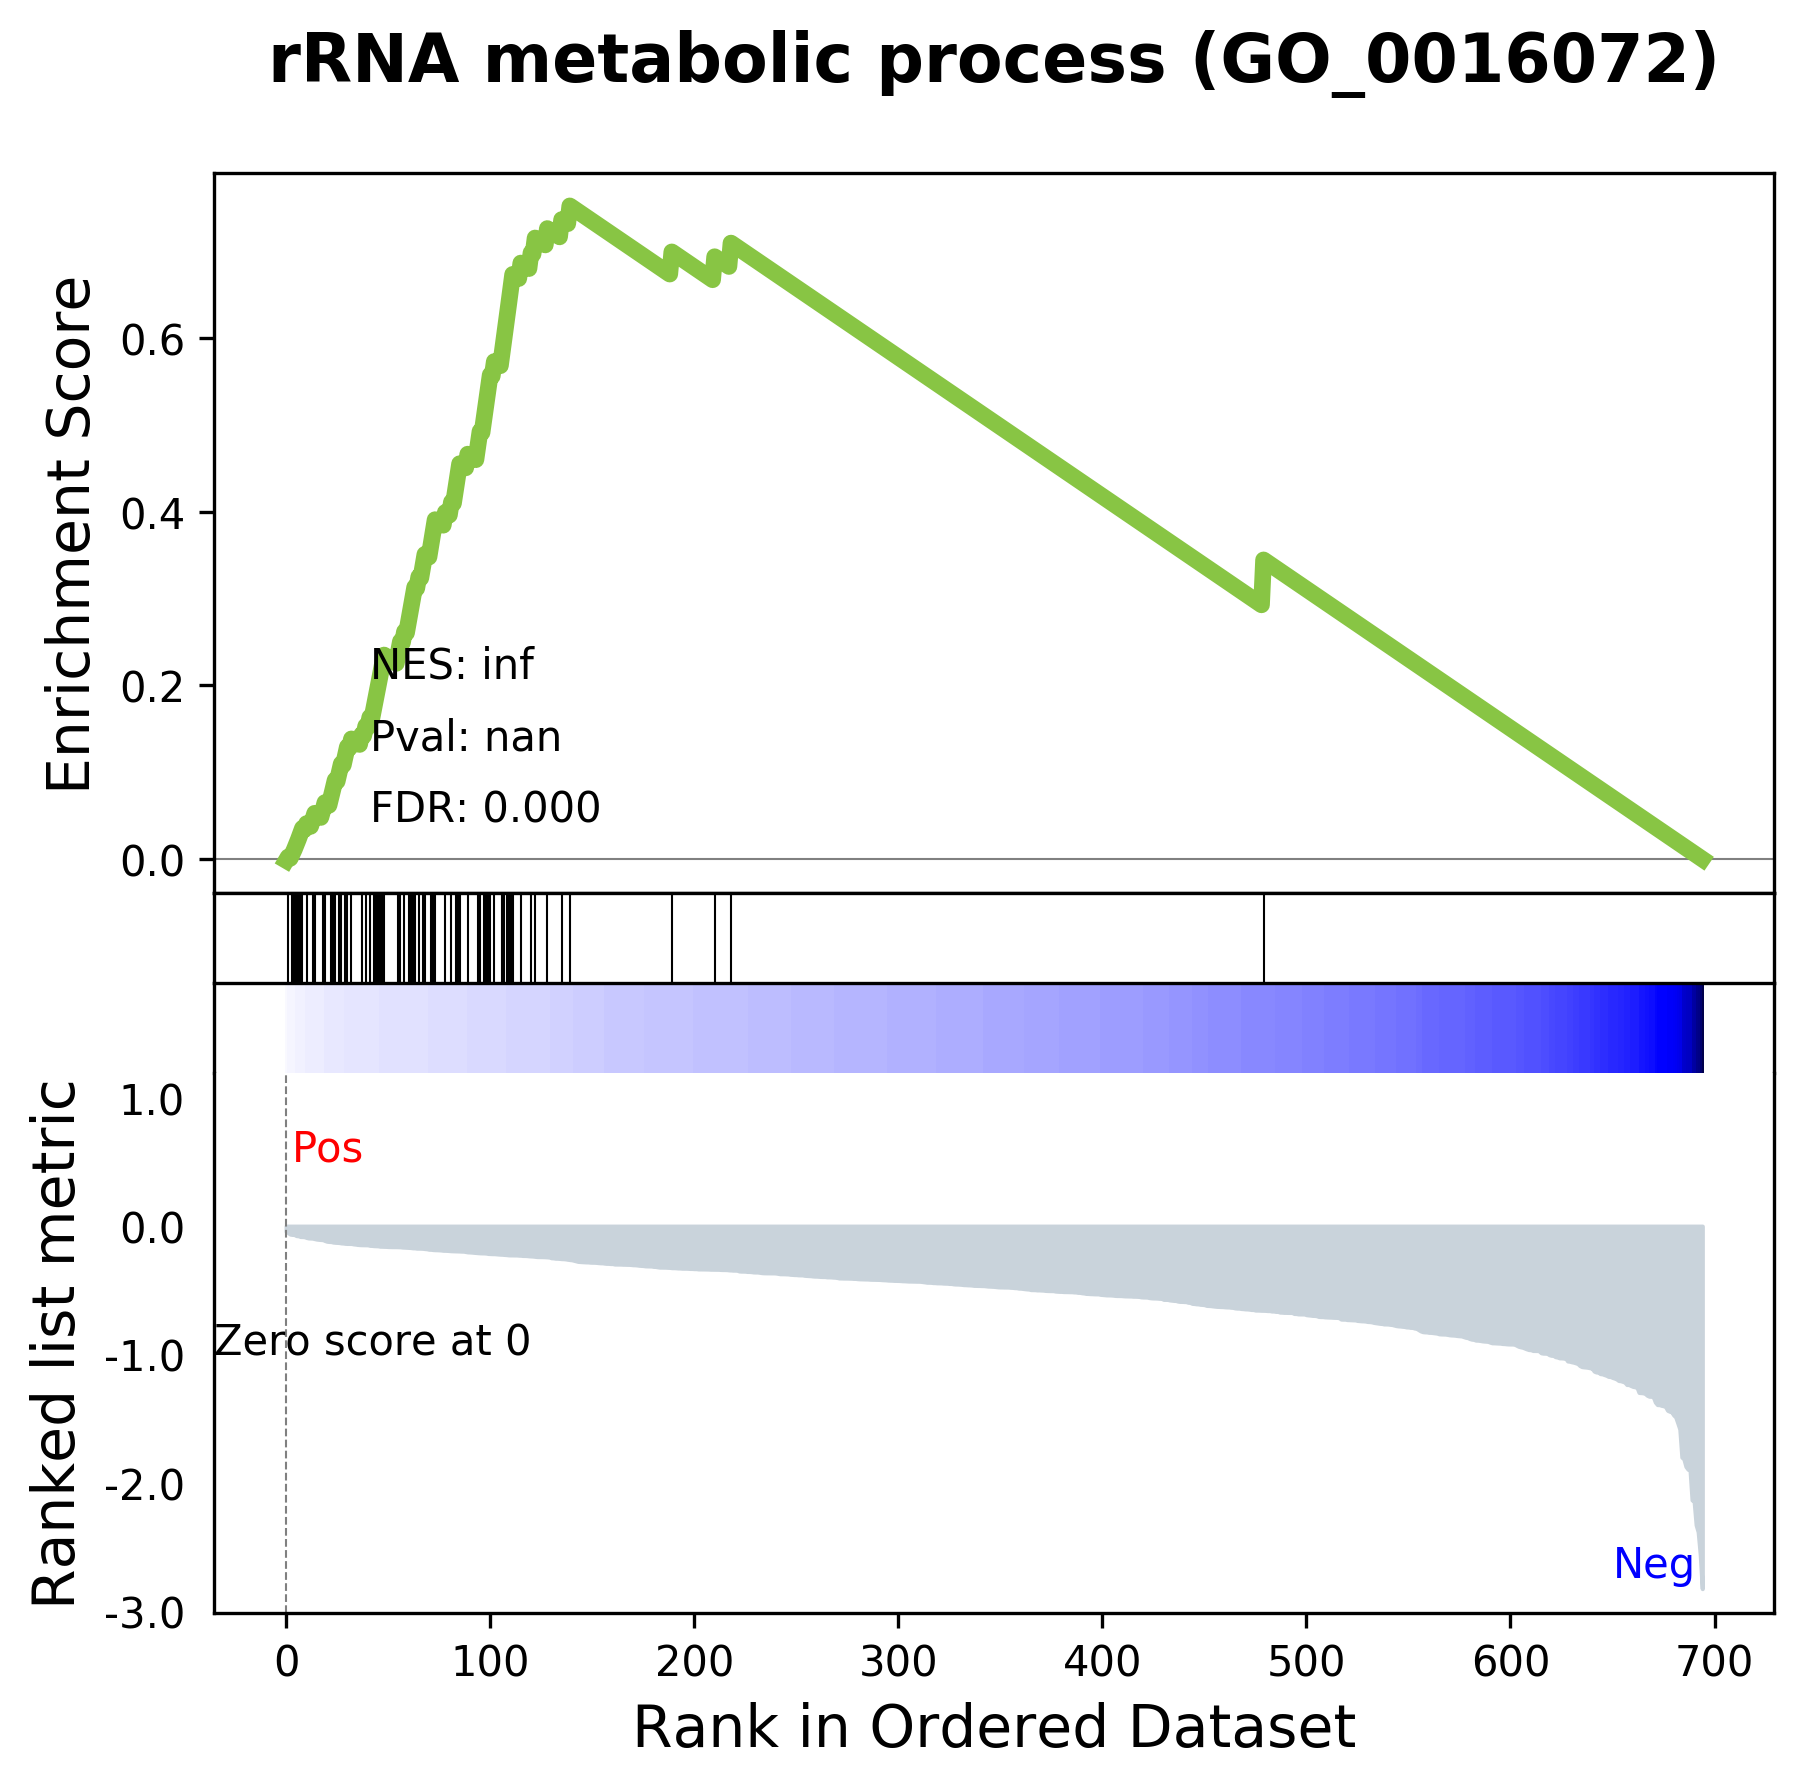 rRNA metabolic process (GO_0016072)
Enrichment Score
0.6
0.4
0.2
0.0
NES: inf
Pval: nan
FDR: 0.000
Ranked list metric
1.0
0.0
-1.0
-2.0
-3.0
Pos
Zero score at 0
Neg
0 100 200 300 400 500 600 700
Rank in Ordered Dataset